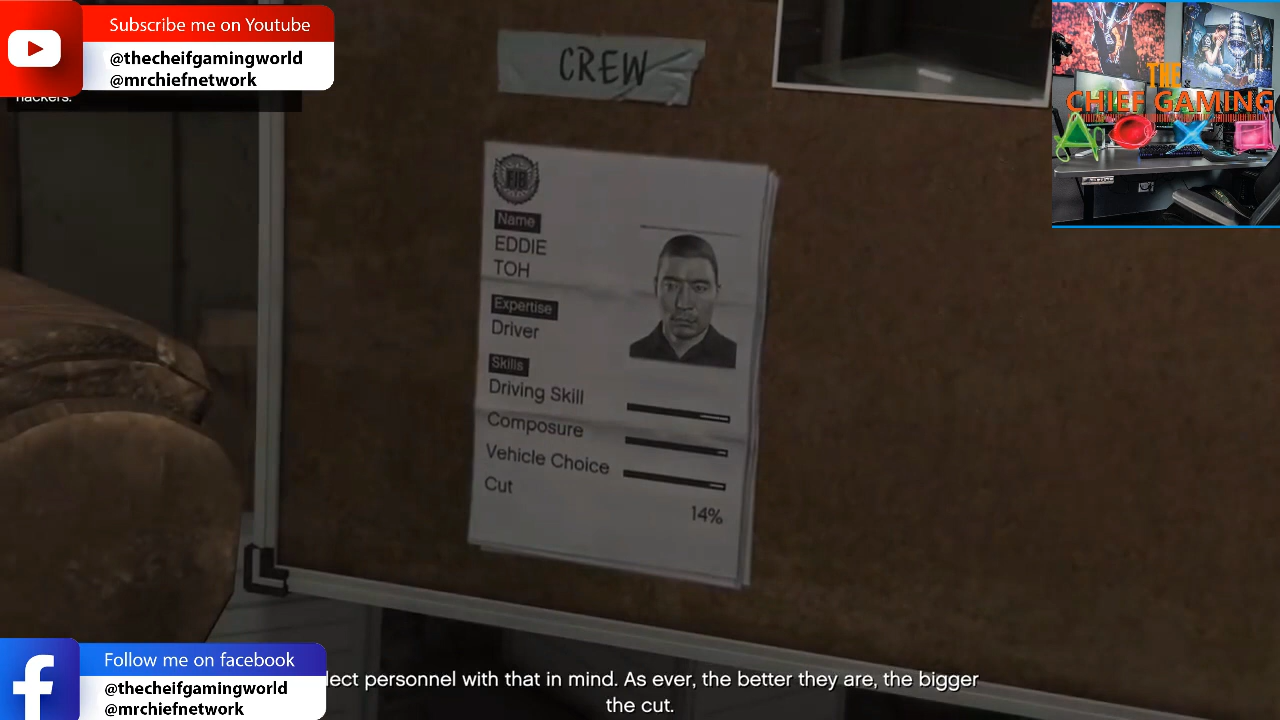 Subscribe me on Youtube
@thecheifgamingworld
@mrchiefnetwork
hackers.
CREW
THE
CHIEF GAMING
FIB
Name
EDDIE
TOH
Expertise
Driver
Skills
Driving Skill
Composure
Vehicle Choice
Cut
14%
Follow me on facebook
@thecheifgamingworld
@mrchiefnetwork
lect personnel with that in mind. As ever, the better they are, the bigger
the cut.